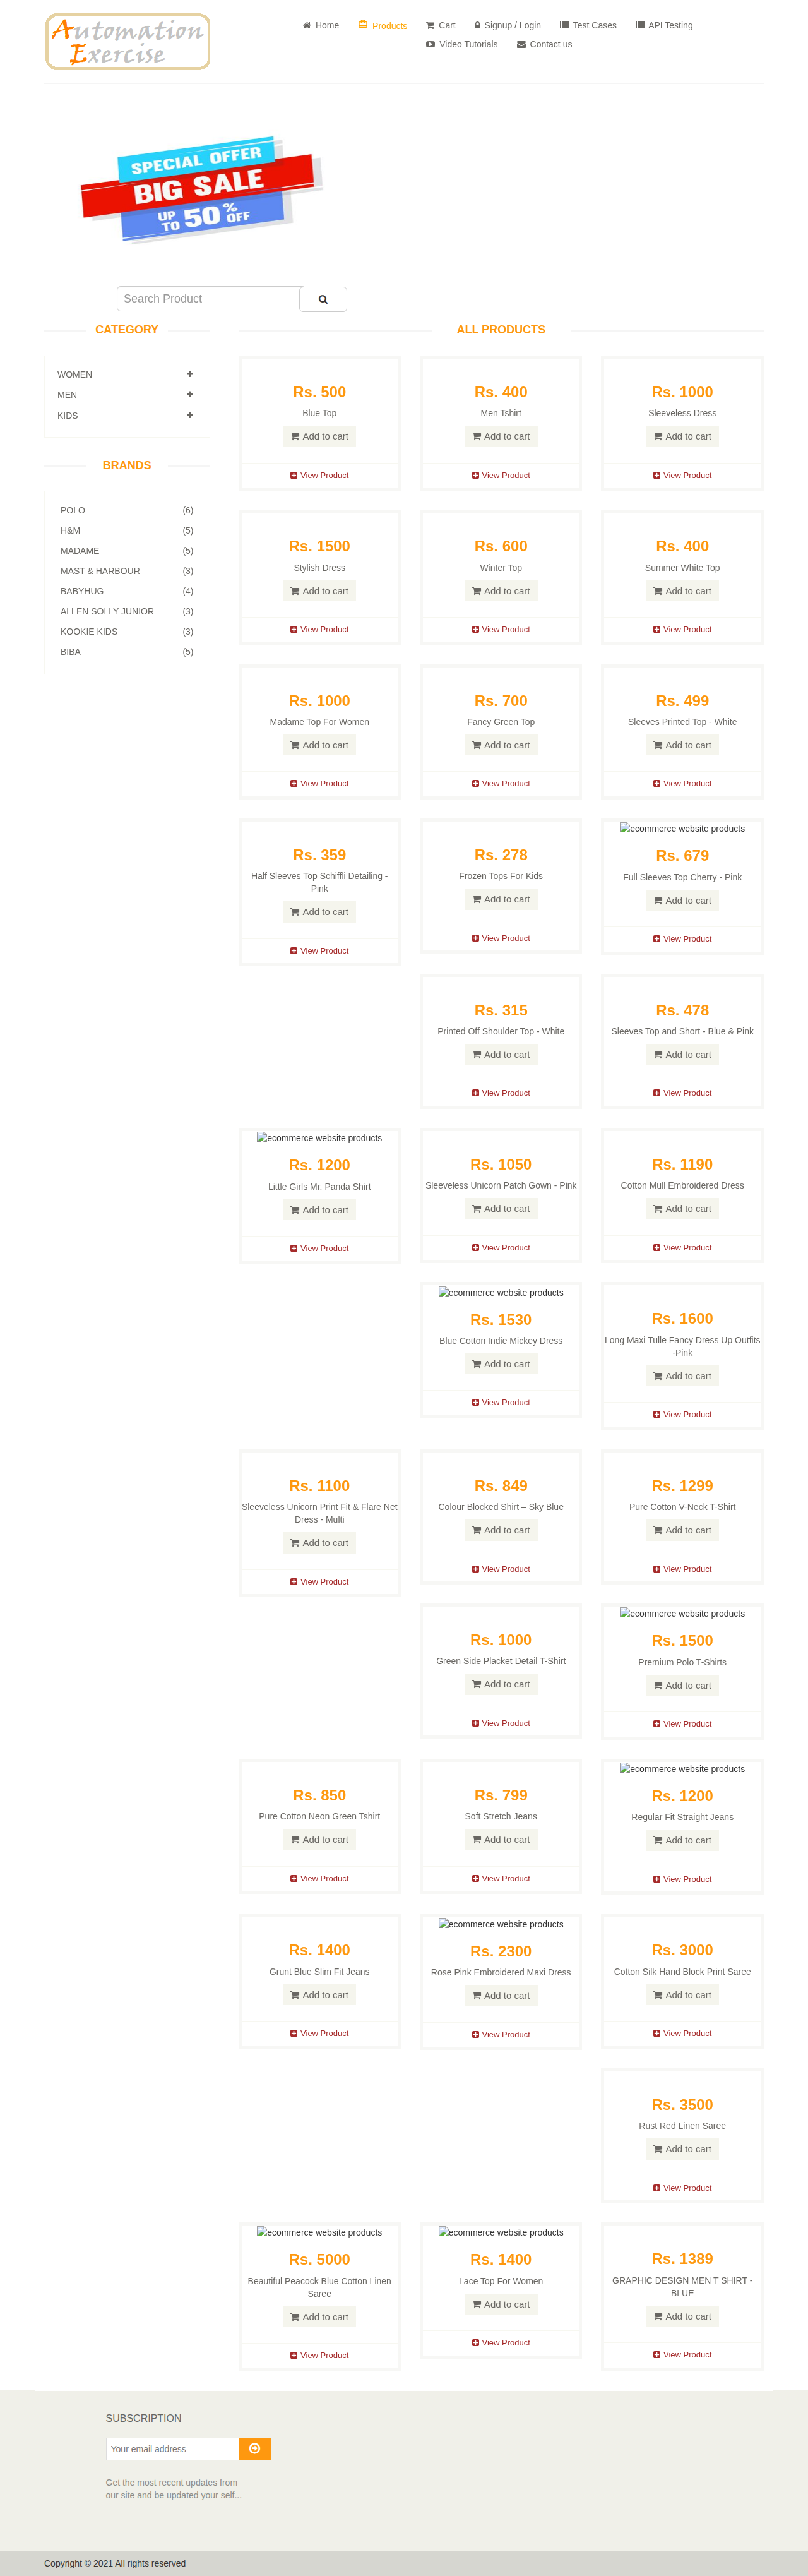 Automation
Exercise
Home
Products
Cart
Signup / Login
Test Cases
API Testing
Video Tutorials
Contact us
SPECIAL OFFER
BIG SALE
UP TO 50% OFF
Search Product
CATEGORY
WOMEN
MEN
KIDS
BRANDS
POLO (6)
H&M (5)
MADAME (5)
MAST & HARBOUR (3)
BABYHUG (4)
ALLEN SOLLY JUNIOR (3)
KOOKIE KIDS (3)
BIBA (5)
ALL PRODUCTS
Rs. 500
Blue Top
Add to cart
View Product
Rs. 400
Men Tshirt
Add to cart
View Product
Rs. 1000
Sleeveless Dress
Add to cart
View Product
Rs. 1500
Stylish Dress
Add to cart
View Product
Rs. 600
Winter Top
Add to cart
View Product
Rs. 400
Summer White Top
Add to cart
View Product
Rs. 1000
Madame Top For Women
Add to cart
View Product
Rs. 700
Fancy Green Top
Add to cart
View Product
Rs. 499
Sleeves Printed Top - White
Add to cart
View Product
Rs. 359
Half Sleeves Top Schiffli Detailing -
Pink
Add to cart
View Product
Rs. 278
Frozen Tops For Kids
Add to cart
View Product
ecommerce website products
Rs. 679
Full Sleeves Top Cherry - Pink
Add to cart
View Product
Rs. 315
Printed Off Shoulder Top - White
Add to cart
View Product
Rs. 478
Sleeves Top and Short - Blue & Pink
Add to cart
View Product
ecommerce website products
Rs. 1200
Little Girls Mr. Panda Shirt
Add to cart
View Product
Rs. 1050
Sleeveless Unicorn Patch Gown - Pink
Add to cart
View Product
Rs. 1190
Cotton Mull Embroidered Dress
Add to cart
View Product
ecommerce website products
Rs. 1530
Blue Cotton Indie Mickey Dress
Add to cart
View Product
Rs. 1600
Long Maxi Tulle Fancy Dress Up Outfits
-Pink
Add to cart
View Product
Rs. 1100
Sleeveless Unicorn Print Fit & Flare Net
Dress - Multi
Add to cart
View Product
Rs. 849
Colour Blocked Shirt – Sky Blue
Add to cart
View Product
Rs. 1299
Pure Cotton V-Neck T-Shirt
Add to cart
View Product
Rs. 1000
Green Side Placket Detail T-Shirt
Add to cart
View Product
ecommerce website products
Rs. 1500
Premium Polo T-Shirts
Add to cart
View Product
Rs. 850
Pure Cotton Neon Green Tshirt
Add to cart
View Product
Rs. 799
Soft Stretch Jeans
Add to cart
View Product
ecommerce website products
Rs. 1200
Regular Fit Straight Jeans
Add to cart
View Product
Rs. 1400
Grunt Blue Slim Fit Jeans
Add to cart
View Product
ecommerce website products
Rs. 2300
Rose Pink Embroidered Maxi Dress
Add to cart
View Product
Rs. 3000
Cotton Silk Hand Block Print Saree
Add to cart
View Product
Rs. 3500
Rust Red Linen Saree
Add to cart
View Product
ecommerce website products
Rs. 5000
Beautiful Peacock Blue Cotton Linen
Saree
Add to cart
View Product
ecommerce website products
Rs. 1400
Lace Top For Women
Add to cart
View Product
Rs. 1389
GRAPHIC DESIGN MEN T SHIRT -
BLUE
Add to cart
View Product
SUBSCRIPTION
Your email address
Get the most recent updates from
our site and be updated your self...
Copyright © 2021 All rights reserved